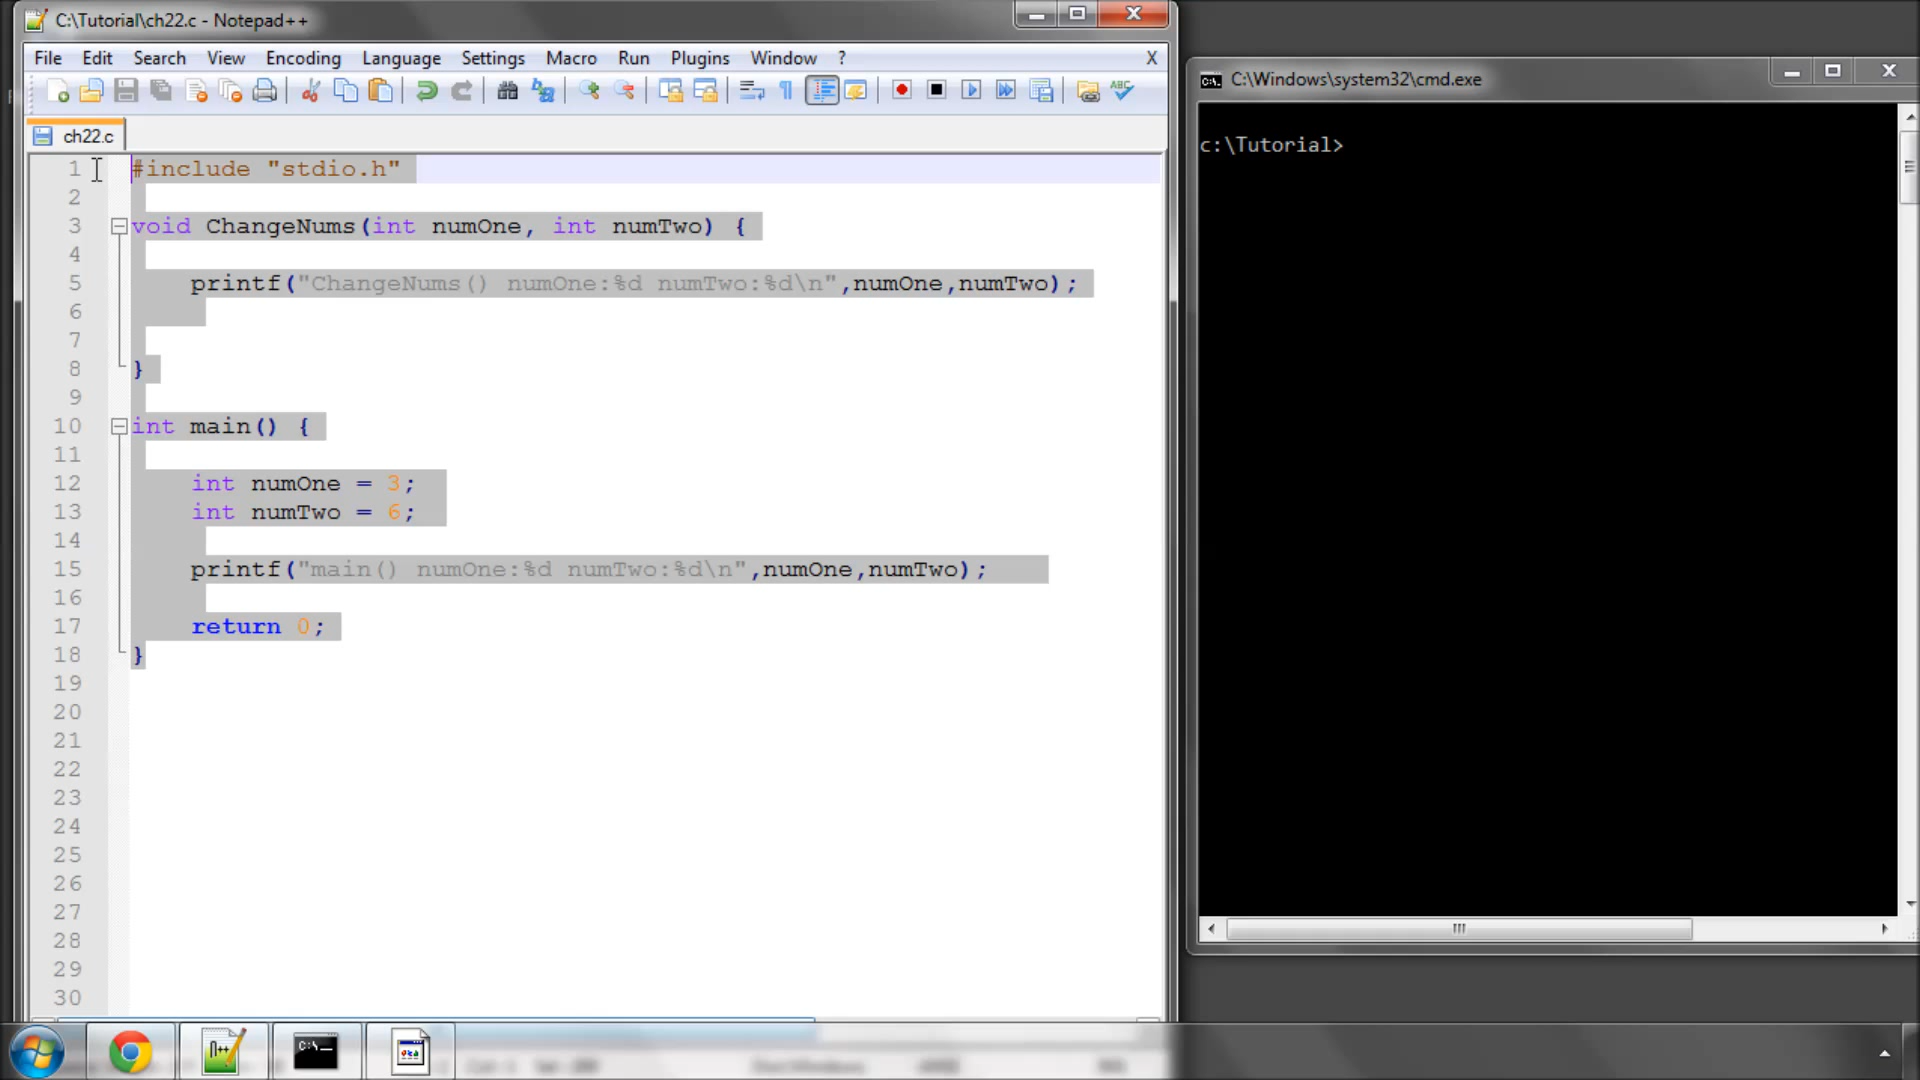 C:\Tutorial\ch22.c - Notepad++
File Edit Search View Encoding Language Settings Macro Run Plugins Window ? X
ch22.c
1 #include "stdio.h"
2
3 void ChangeNums(int numOne, int numTwo) {
4
5 printf("ChangeNums() numOne:%d numTwo:%d\n",numOne,numTwo);
6
7
8 }
9
10 int main() {
11
12 int numOne = 3;
13 int numTwo = 6;
14
15 printf("main() numOne:%d numTwo:%d\n",numOne,numTwo);
16
17 return 0;
18 }
19
20
21
22
23
24
25
26
27
28
29
30
C:\Windows\system32\cmd.exe
c:\Tutorial>